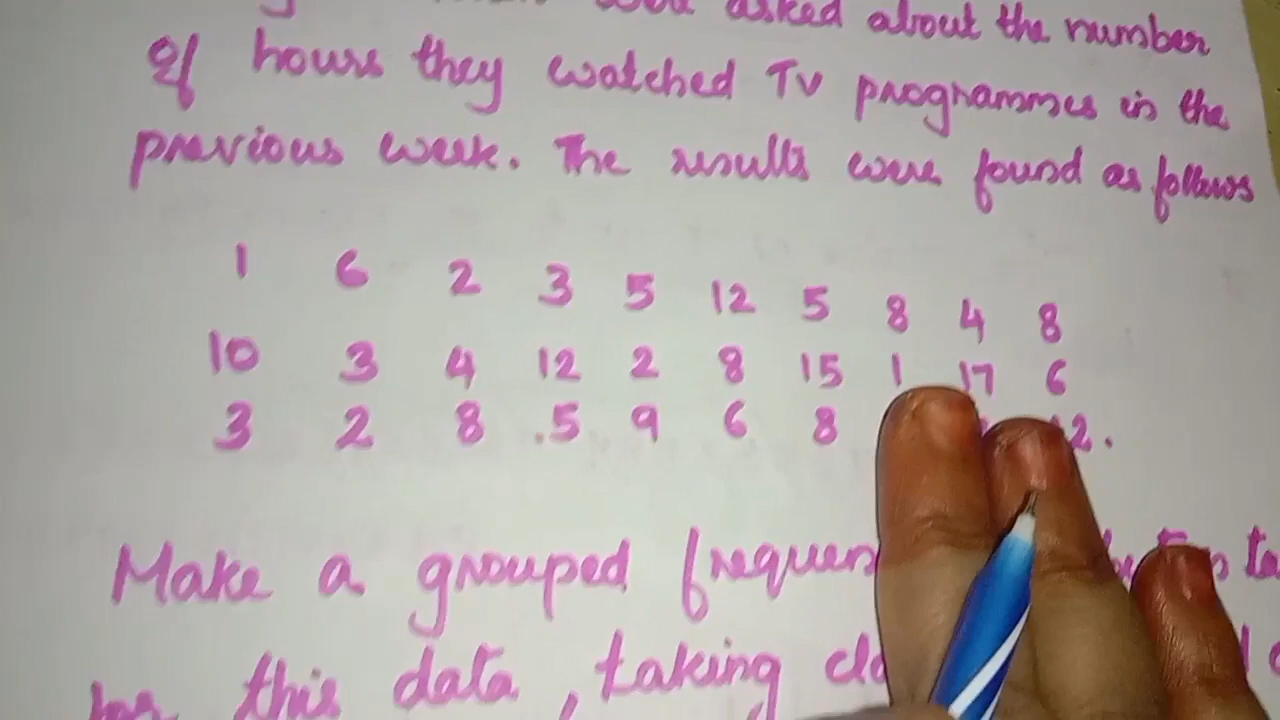 asked about the number
of hours they watched TV programmes in the
previous week. The results were found as follows
1 6 2 3 5 12 5 8 4 8
10 3 4 12 2 8 15 1 17 6
3 2 8 .5 9 6 8
Make a grouped
this data, taking